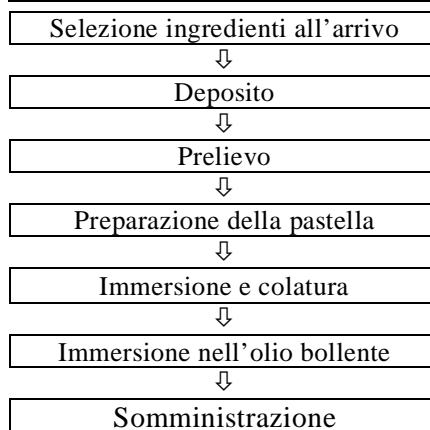 Selezione ingredienti all'arrivo
⇩
Deposito
⇩
Prelievo
⇩
Preparazione della pastella
⇩
Immersione e colatura
⇩
Immersione nell'olio bollente
⇩
Somministrazione